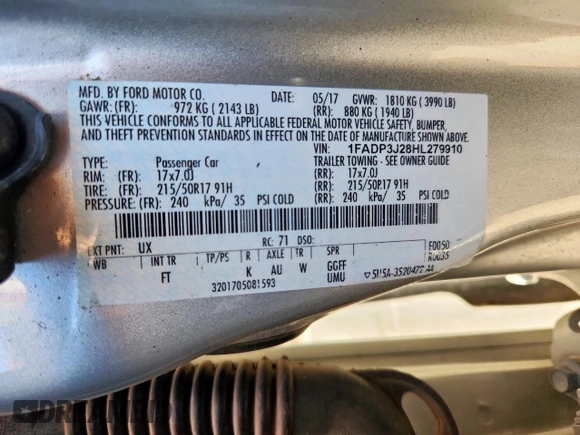 MFD. BY FORD MOTOR CO.
DATE: 05/17 GVWR: 1810 KG ( 3990 LB)
GAWR: (FR): 972 KG ( 2143 LB) (RR): 880 KG ( 1940 LB)
THIS VEHICLE CONFORMS TO ALL APPLICABLE FEDERAL MOTOR VEHICLE SAFETY, BUMPER,
AND THEFT PREVENTION STANDARDS IN EFFECT ON THE DATE OF MANUFACTURE SHOWN ABOVE.
VIN: 1FADP3J28HL279910
TYPE: Passenger Car TRAILER TOWING - SEE OWNER GUIDE
RIM: (FR): 17x7.0J (RR): 17x7.0J
TIRE: (FR): 215/50R17 91H (RR): 215/50R17 91H
PRESSURE: (FR): 240 kPa/ 35 PSI COLD (RR): 240 kPa/ 35 PSI COLD
EXT PNT: UX RC: 71 DSO: F0050
WB INT TR TP/PS R AXLE TR SPR R0035
FT K AU W GGFF
UMU
3201705081593